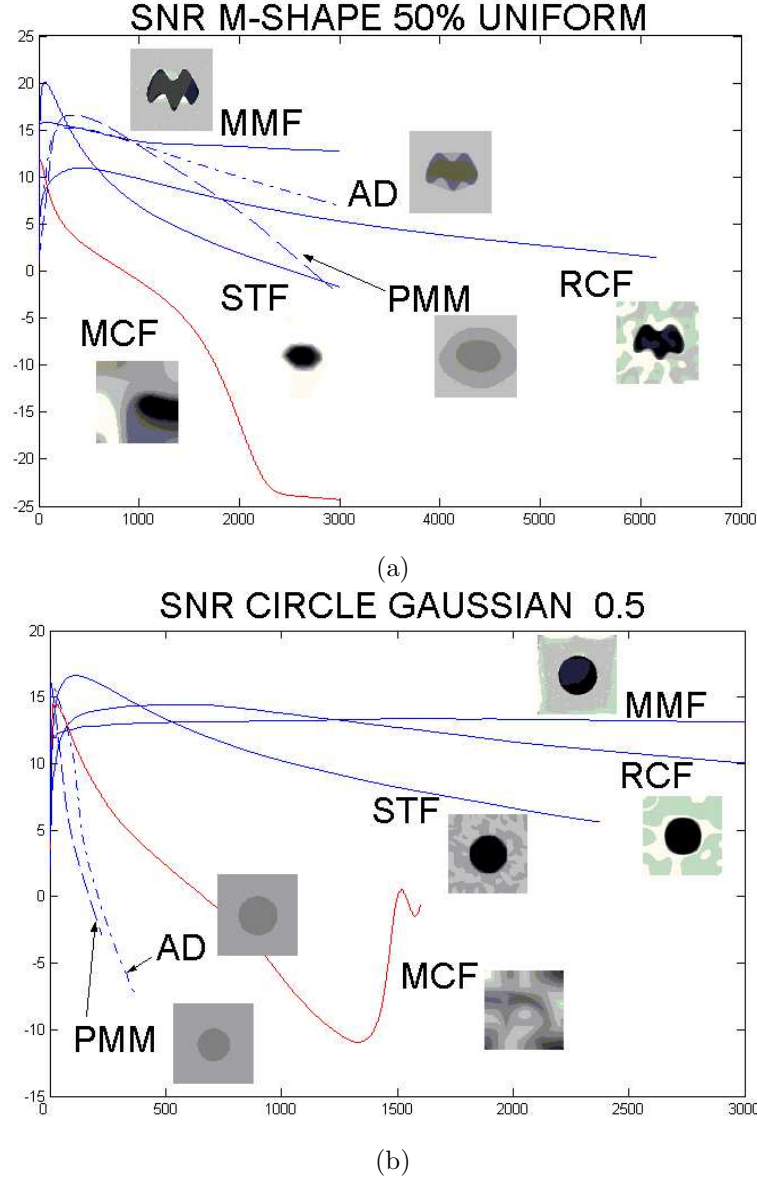 SNR M-SHAPE 50% UNIFORM
25
20
15
10
5
0
-5
-10
-15
-20
-25
0 1000 2000 3000 4000 5000 6000 7000
MMF
AD
STF
PMM
RCF
MCF
(a)
SNR CIRCLE GAUSSIAN 0.5
20
15
10
5
0
-5
-10
-15
0 500 1000 1500 2000 2500 3000
MMF
RCF
STF
AD
MCF
PMM
(b)